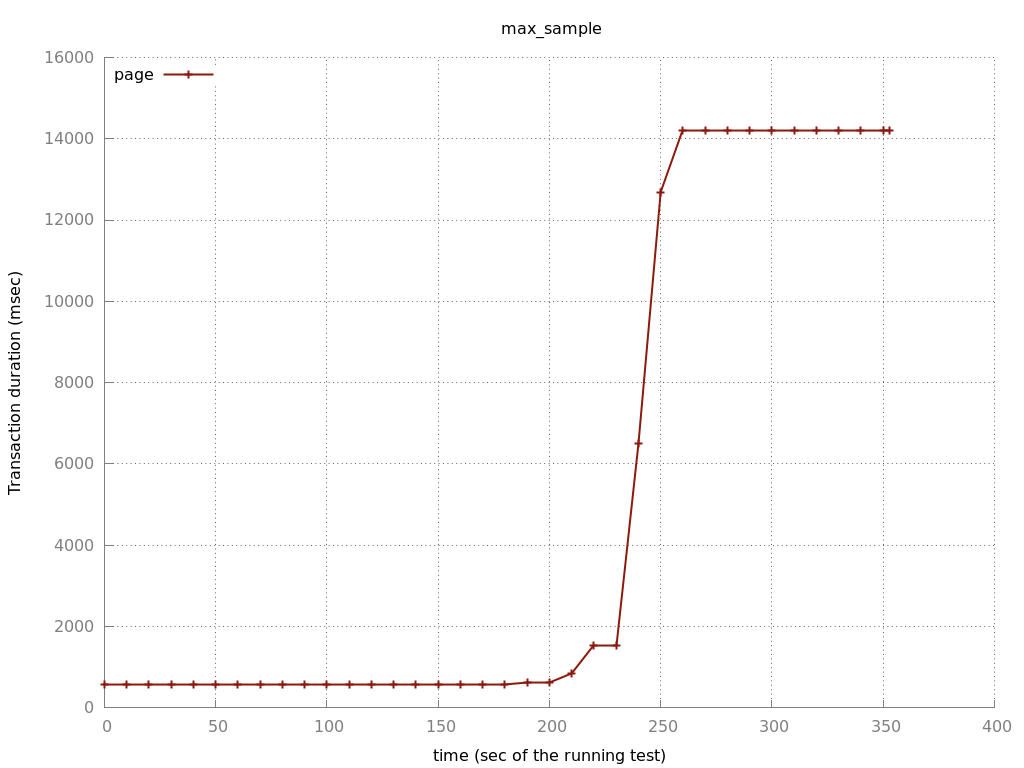 max_sample
page
16000
14000
12000
10000
8000
6000
4000
2000
0
Transaction duration (msec)
0 50 100 150 200 250 300 350 400
time (sec of the running test)